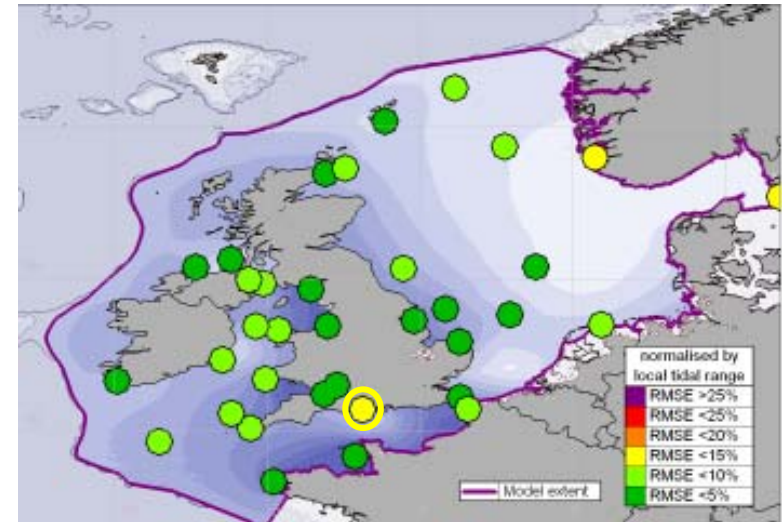 normalised by
local tidal range
RMSE >25%
RMSE <25%
RMSE <20%
RMSE <15%
RMSE <10%
RMSE <5%
Model extent